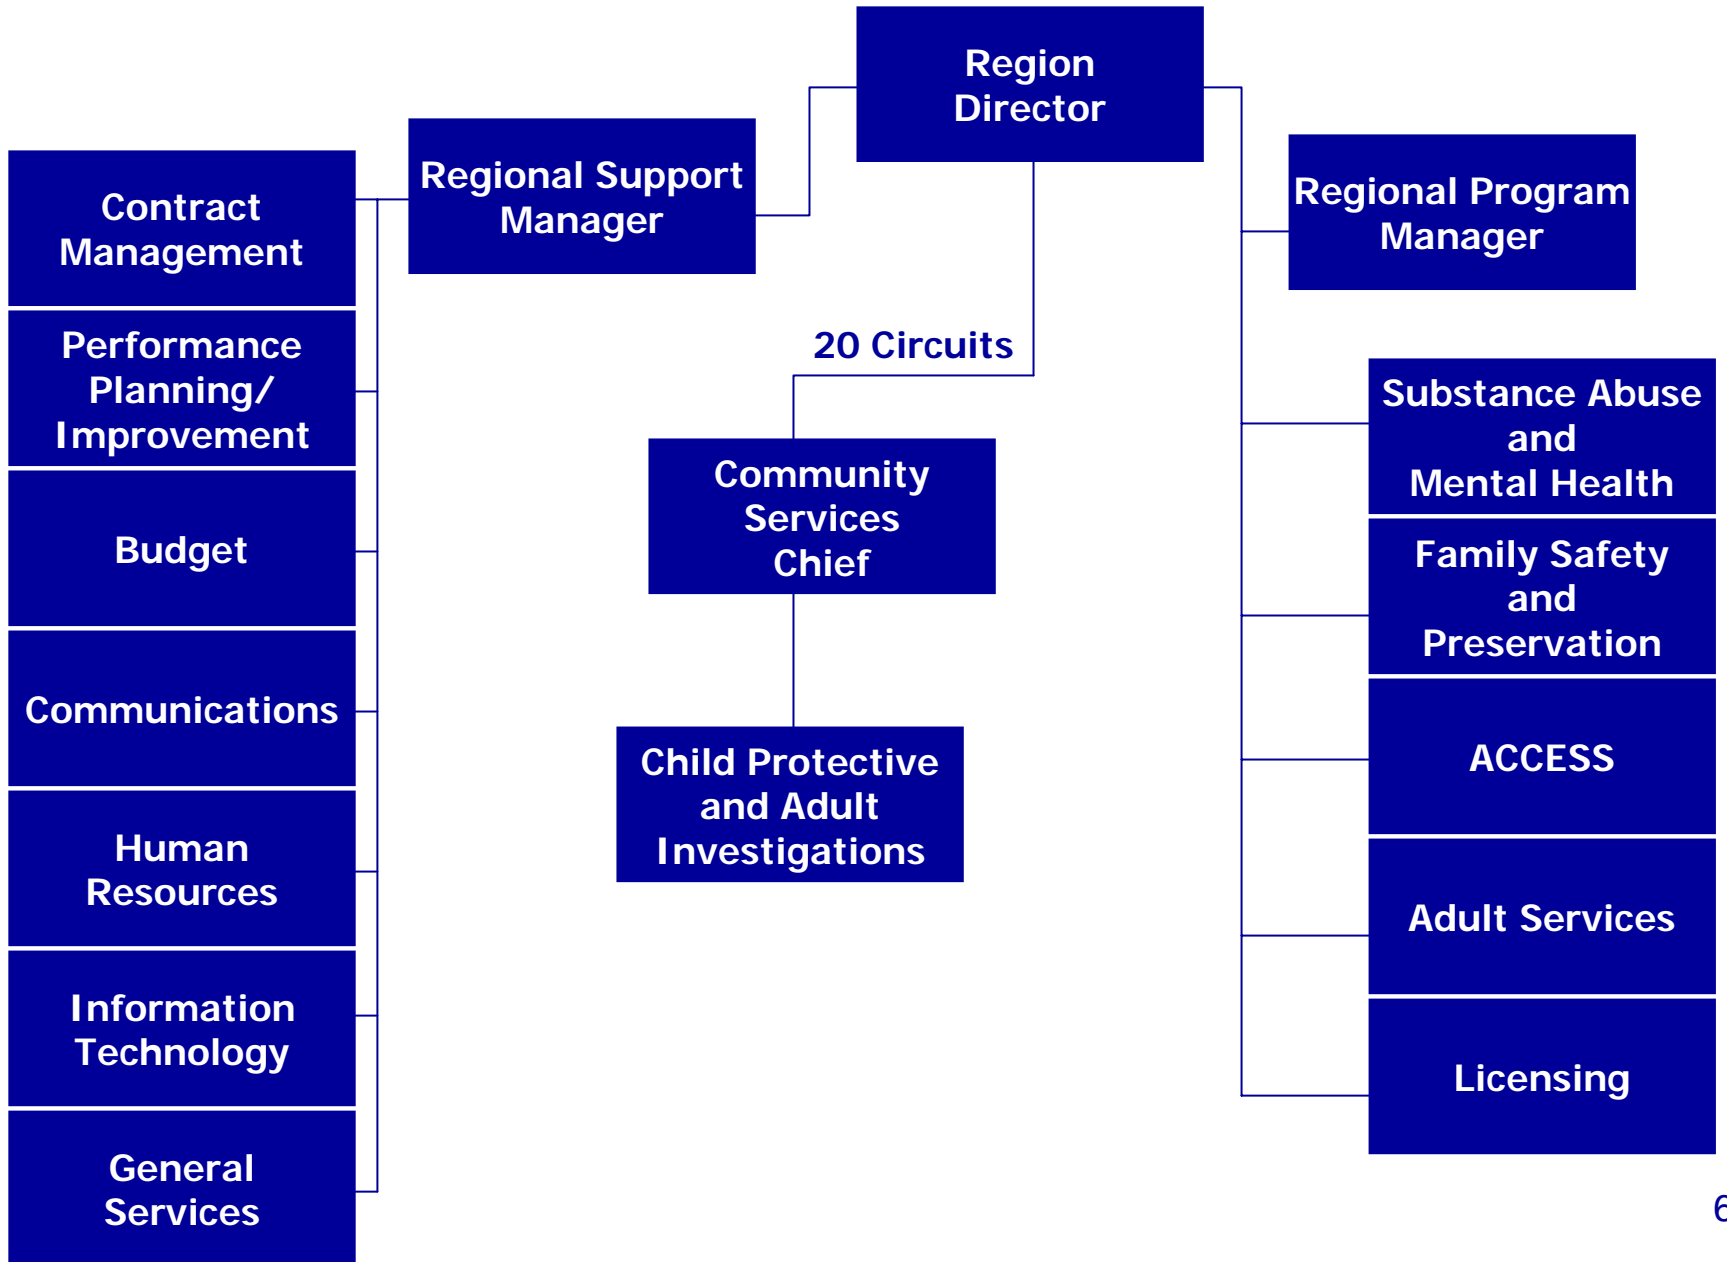 Region
Director
Regional Support
Manager
Regional Program
Manager
Contract
Management
Performance
Planning/
Improvement
Budget
Communications
Human
Resources
Information
Technology
General
Services
20 Circuits
Community
Services
Chief
Child Protective
and Adult
Investigations
Substance Abuse
and
Mental Health
Family Safety
and
Preservation
ACCESS
Adult Services
Licensing
6